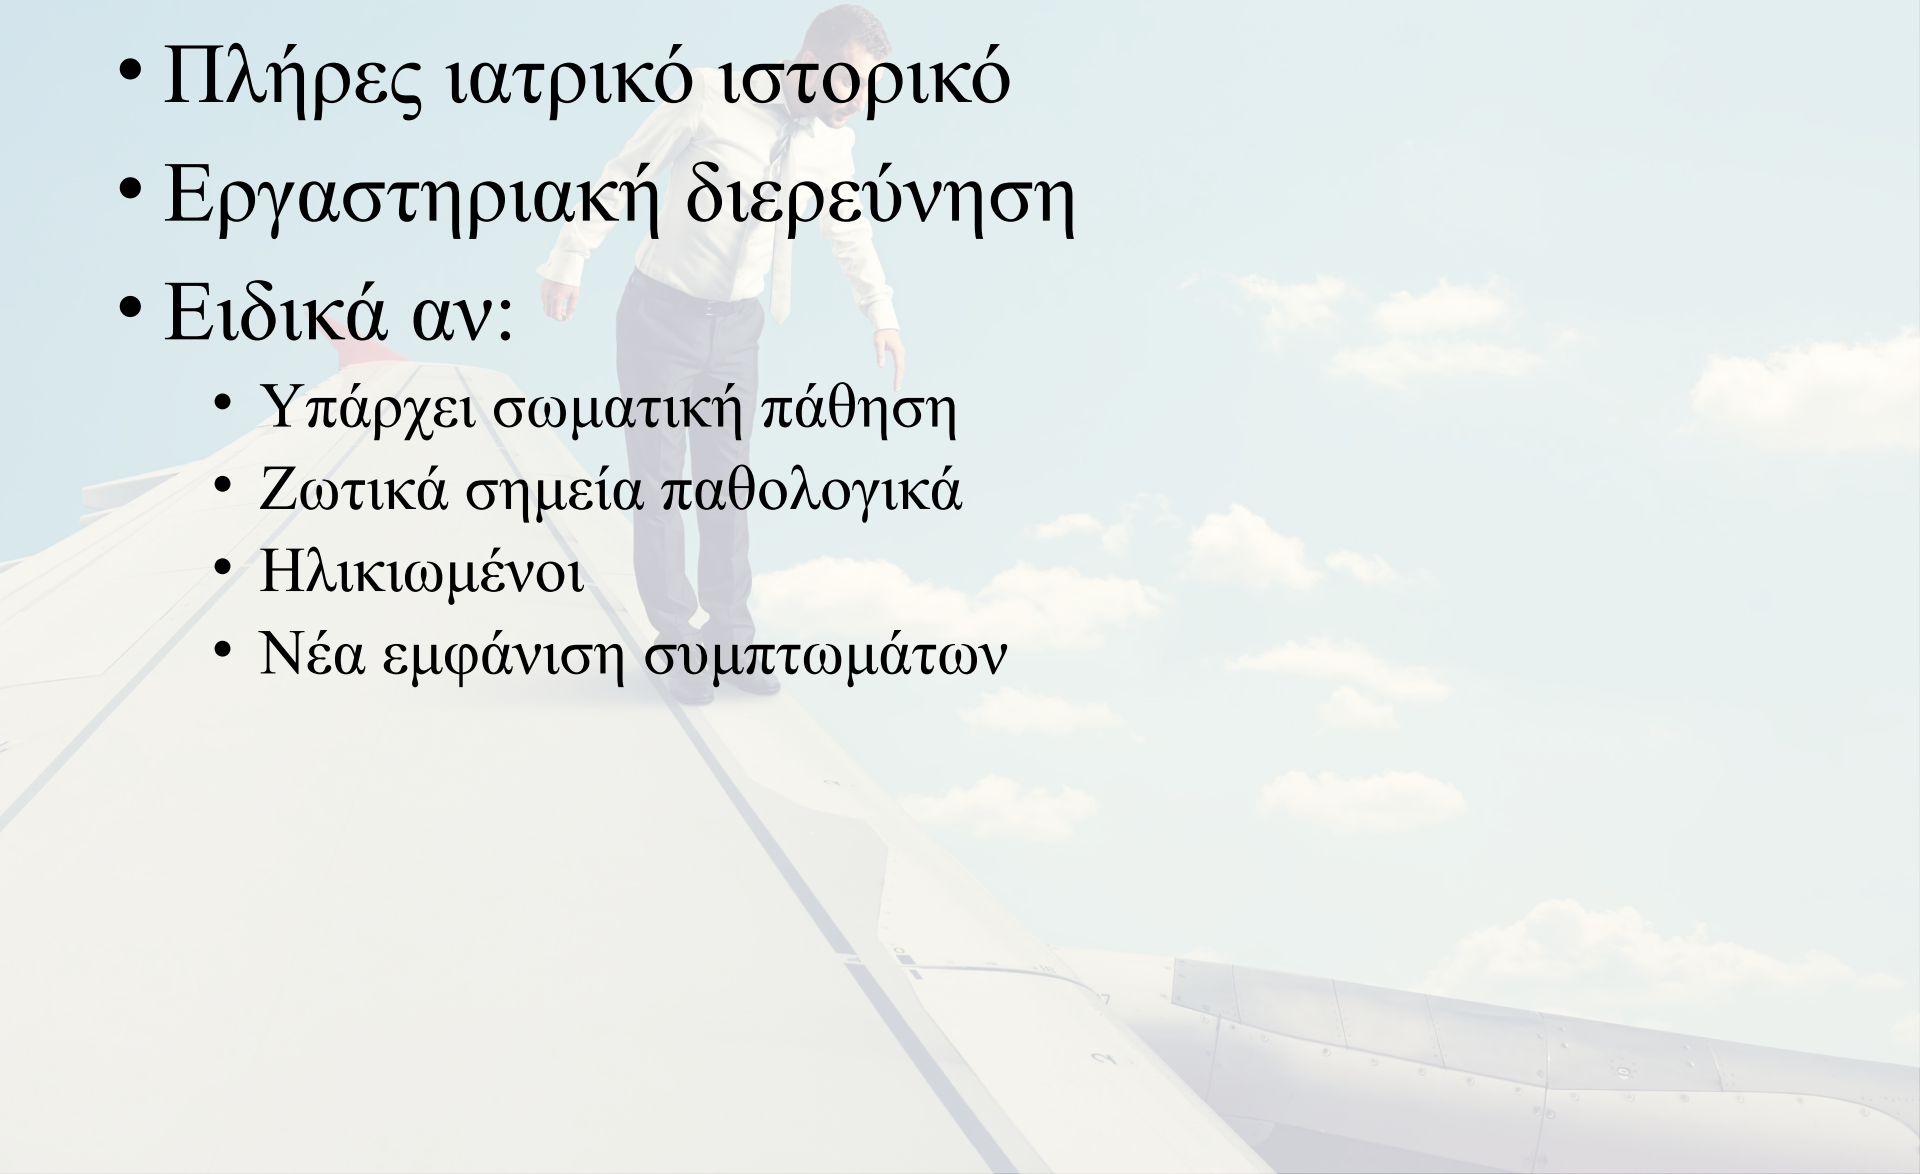 • Πλήρες ιατρικό ιστορικό
• Εργαστηριακή διερεύνηση
• Ειδικά αν:
• Υπάρχει σωματική πάθηση
• Ζωτικά σημεία παθολογικά
• Ηλικιωμένοι
• Νέα εμφάνιση συμπτωμάτων